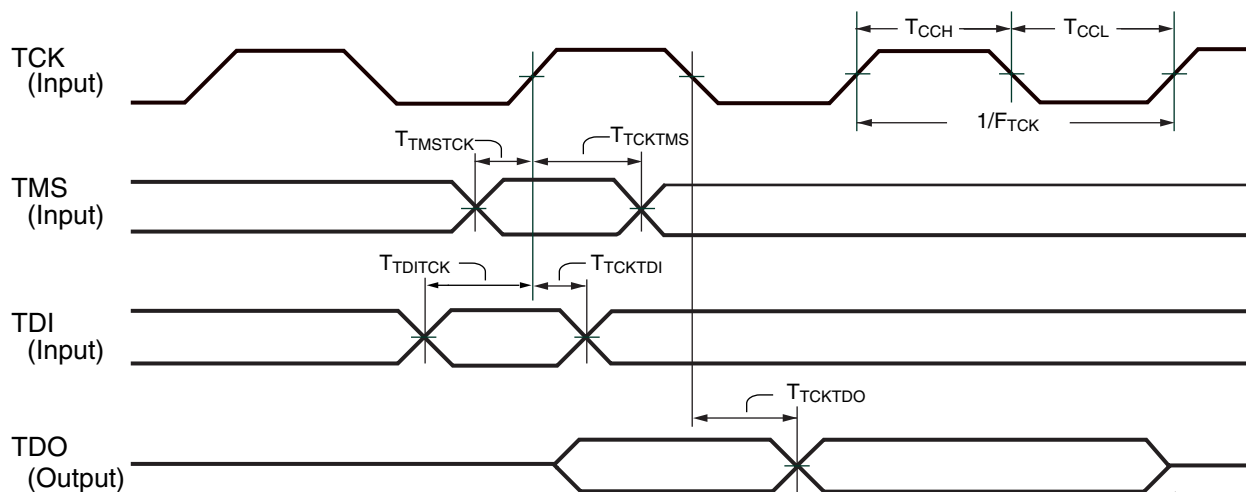 TCK
(Input)
TCCH
TCCL
1/FTCK
TTMSTCK
TTCKTMS
TMS
(Input)
TTDITCK
TTCKTDI
TDI
(Input)
TTCKTDO
TDO
(Output)